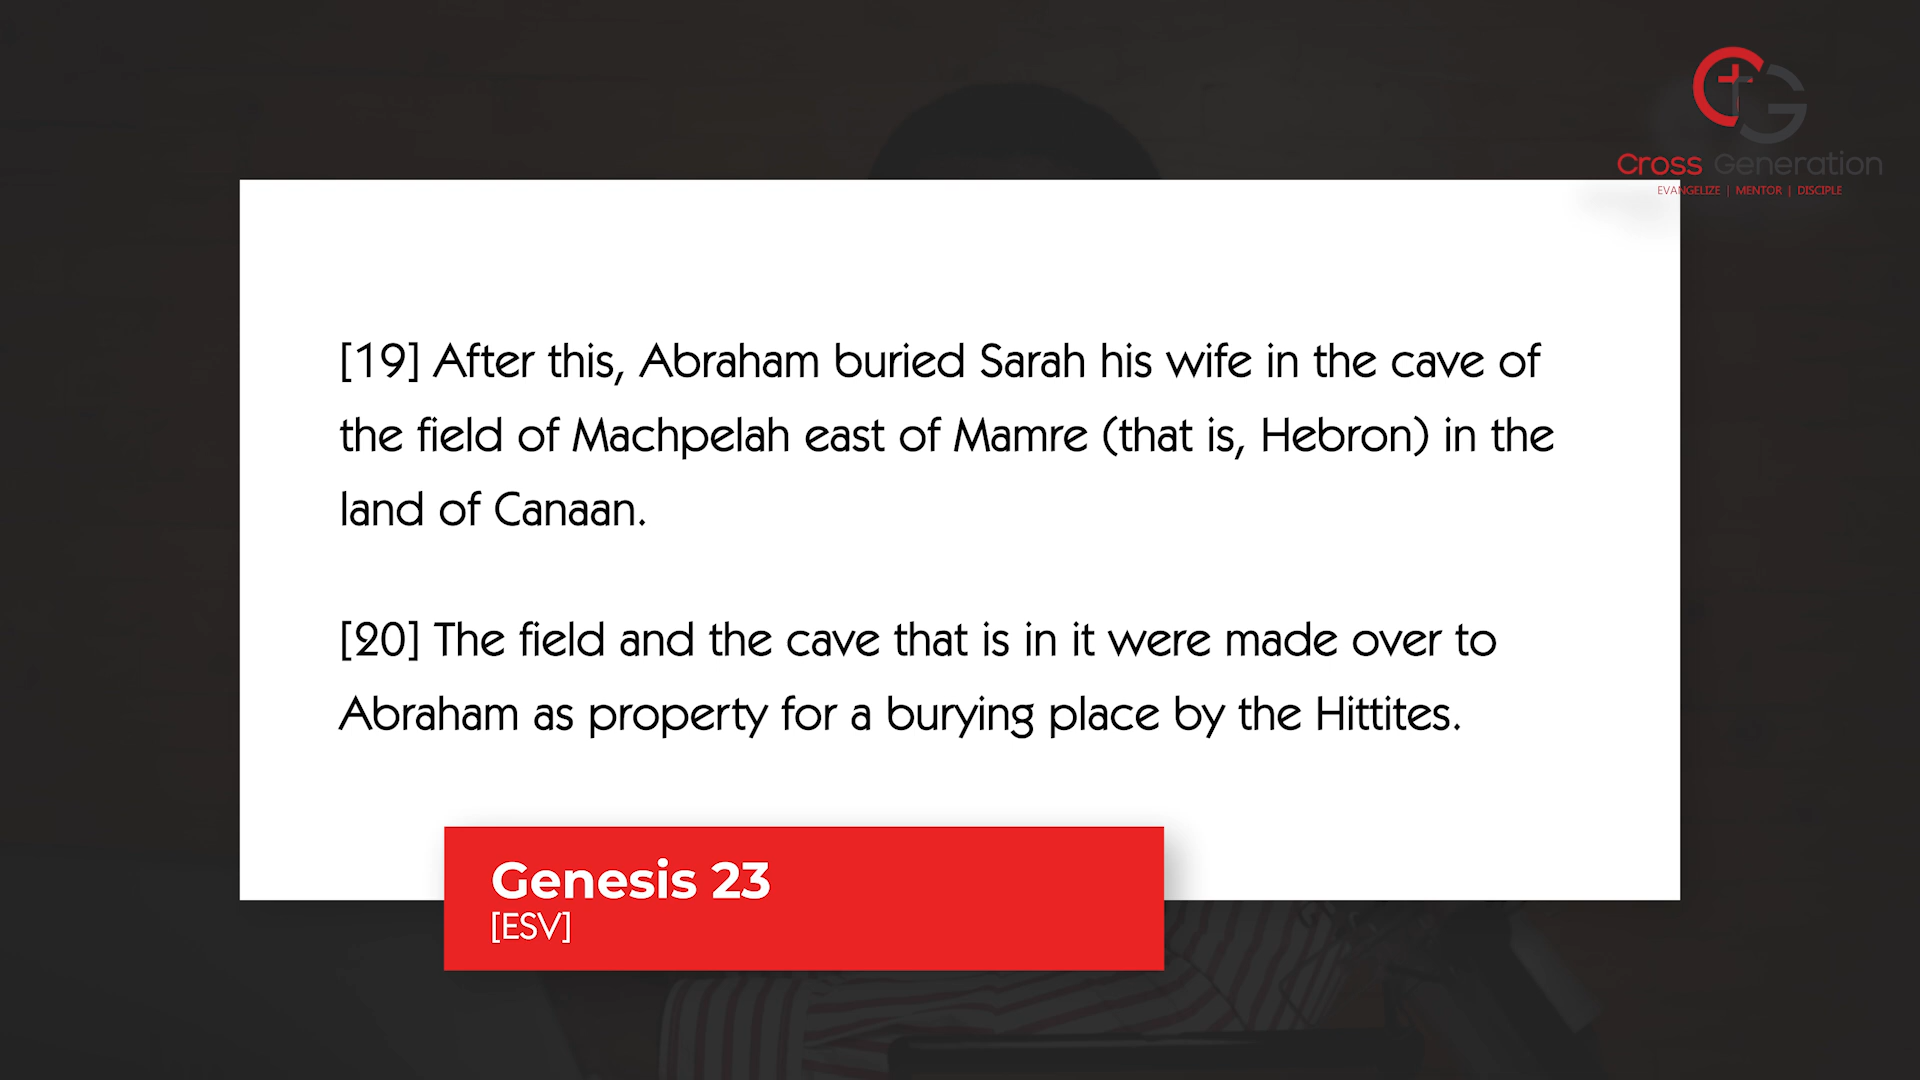 Cross Generation
EVANGELIZE | MENTOR | DISCIPLE
[19] After this, Abraham buried Sarah his wife in the cave of
the field of Machpelah east of Mamre (that is, Hebron) in the
land of Canaan.
[20] The field and the cave that is in it were made over to
Abraham as property for a burying place by the Hittites.
Genesis 23
[ESV]